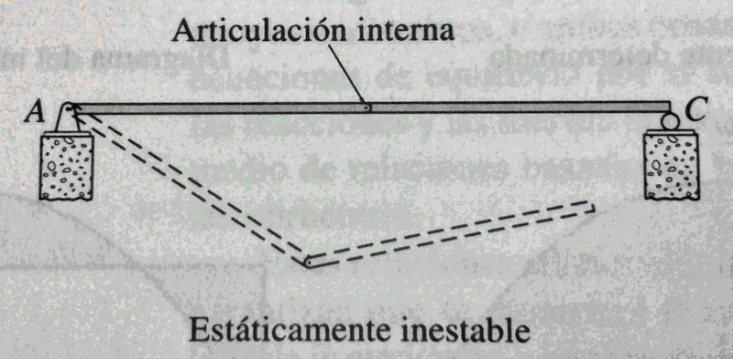 Articulación interna
A
C
Estáticamente inestable